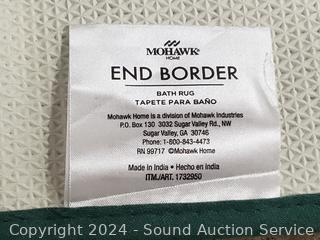 MOHAWK
HOME
END BORDER
BATH RUG
TAPETE PARA BAÑO
Mohawk Home is a division of Mohawk Industries
P.O. Box 130 3032 Sugar Valley Rd., NW
Sugar Valley, GA 30746
Phone: 1-800-843-4473
RN 99717 ©Mohawk Home
Made in India • Hecho en India
ITM./ART. 1732950
Copyright 2024 - Sound Auction Service